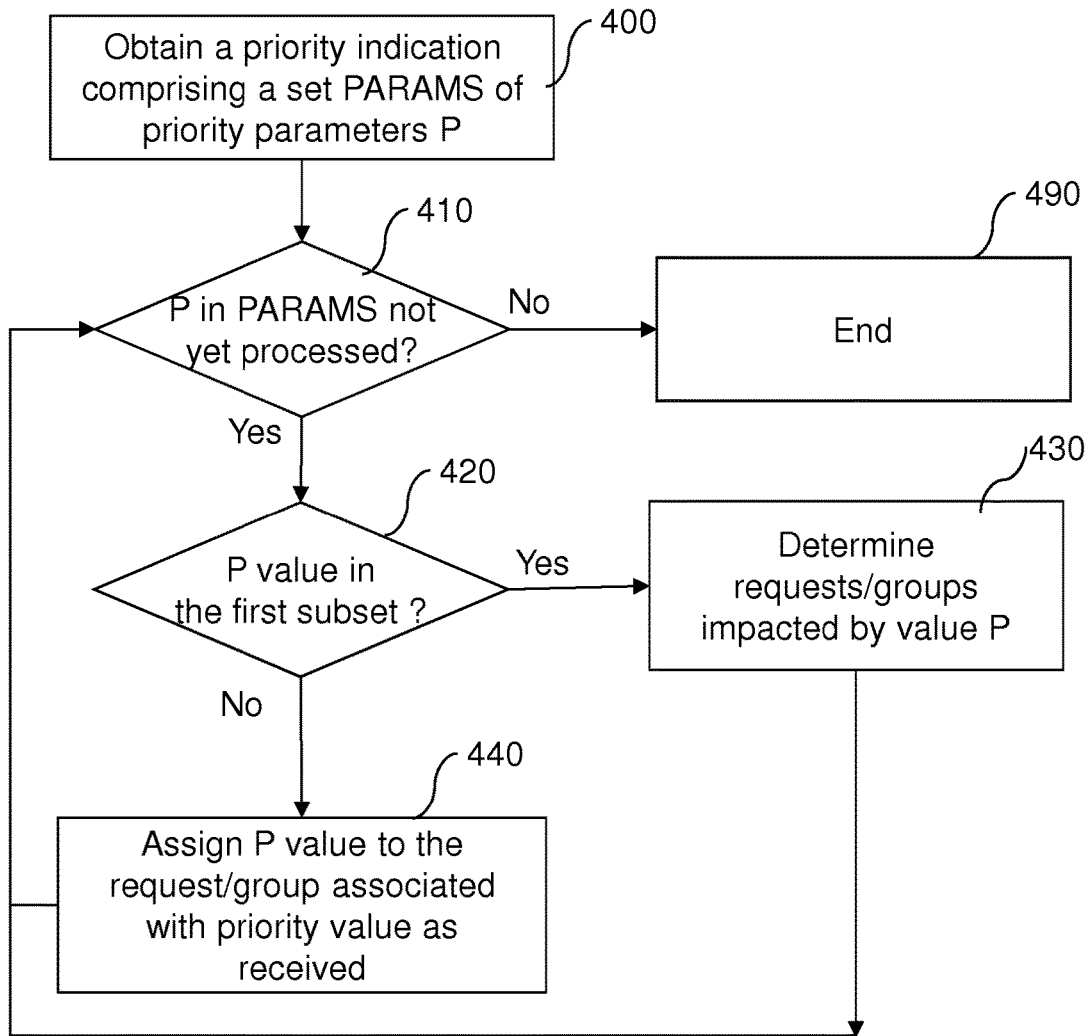 Obtain a priority indication
comprising a set PARAMS of
priority parameters P
400
410
P in PARAMS not
yet processed?
No
490
End
Yes
420
P value in
the first subset ?
Yes
430
Determine
requests/groups
impacted by value P
No
440
Assign P value to the
request/group associated
with priority value as
received